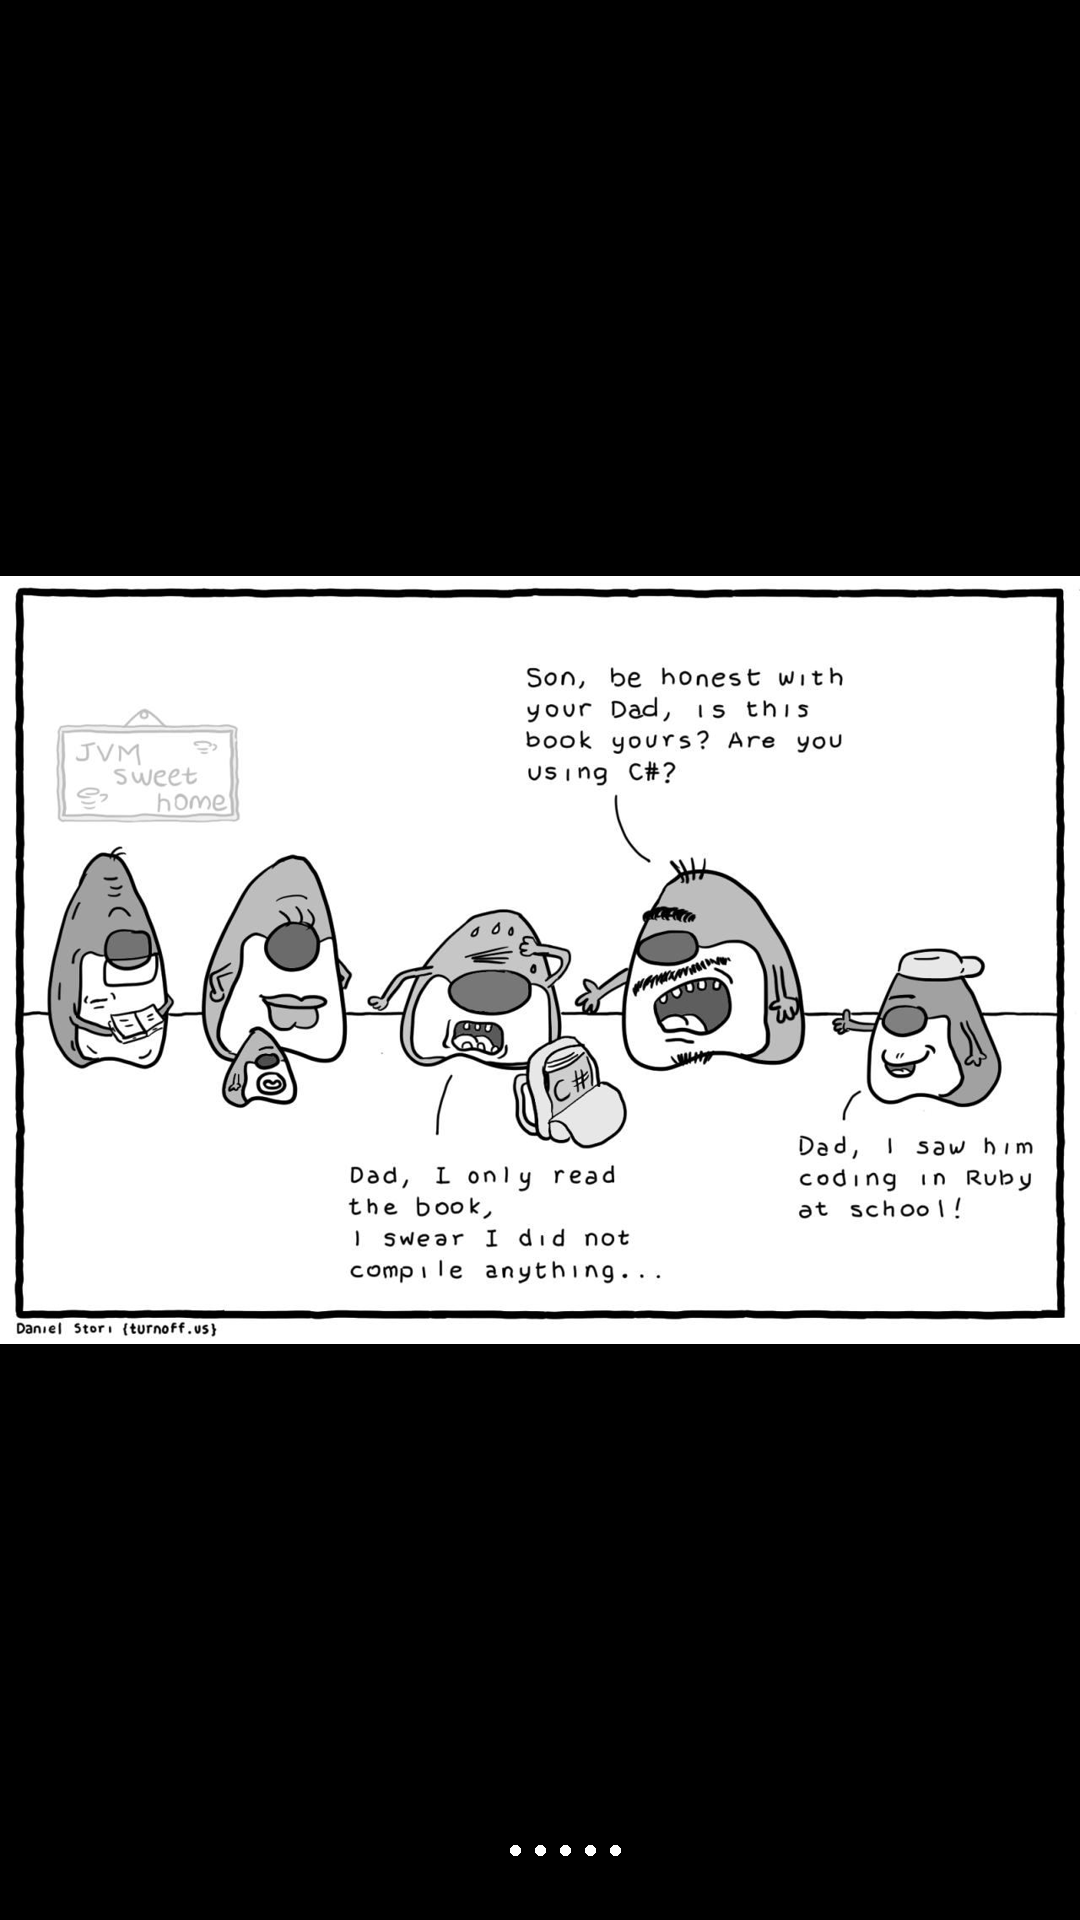 Son, be honest with
your Dad, is this
book yours? Are you
using C#?
JVM
sweet
home
C#
Dad, I only read
the book,
I swear I did not
compile anything...
Dad, I saw him
coding in Ruby
at school!
Daniel Stori {turnoff.us}